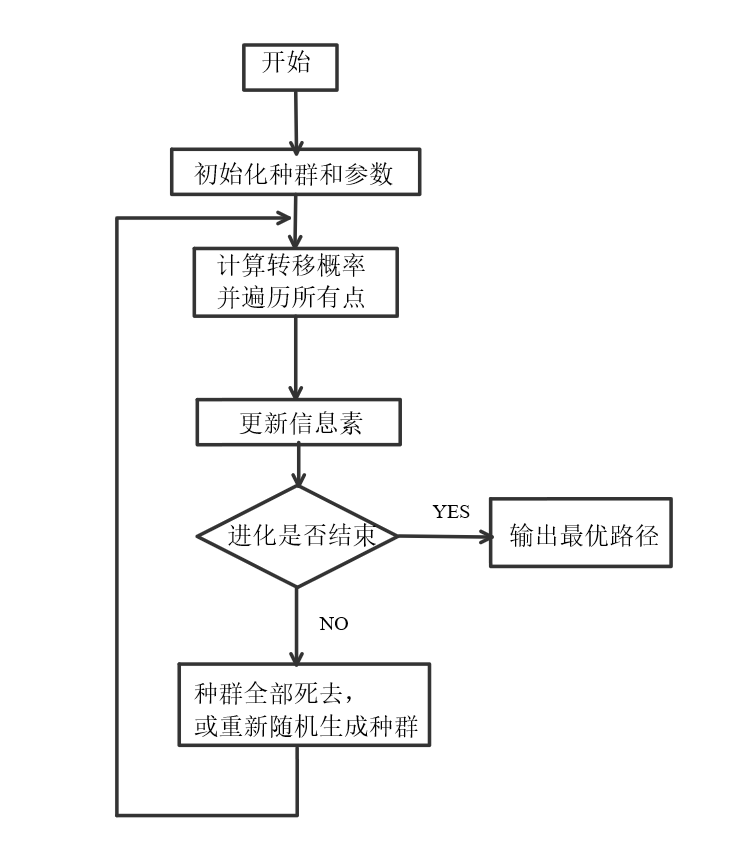 开始
初始化种群和参数
计算转移概率
并遍历所有点
更新信息素
进化是否结束
YES
输出最优路径
NO
种群全部死去，
或重新随机生成种群